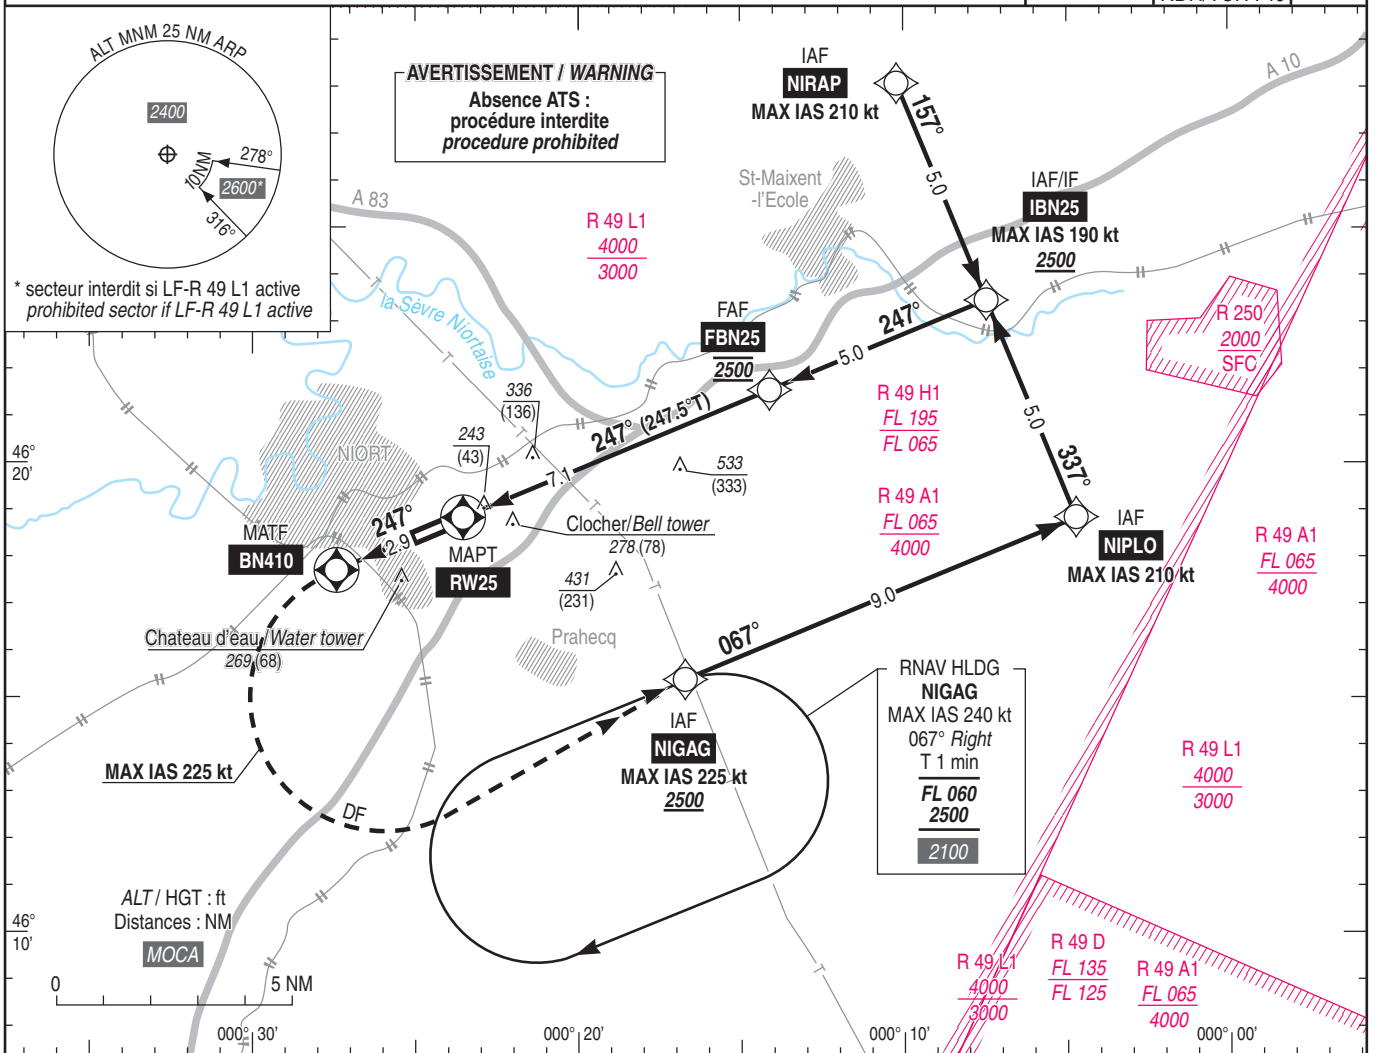 ALT MNM 25 NM ARP
2400
10NM
278°
2600*
316°
* secteur interdit si LF-R 49 L1 active
prohibited sector if LF-R 49 L1 active
AVERTISSEMENT / WARNING
Absence ATS :
procédure interdite
procedure prohibited
IAF
NIRAP
MAX IAS 210 kt
157°
5.0
A 10
A 83
St-Maixent
-l'Ecole
R 49 L1
4000
3000
IAF/IF
IBN25
MAX IAS 190 kt
2500
la Sèvre Niortaise
FAF
FBN25
2500
247°
5.0
R 250
2000
SFC
336
(136)
243
(43)
247° (247.5°T)
7.1
533
(333)
R 49 H1
FL 195
FL 065
5.0
337°
46°
20'
NIORT
R 49 A1
FL 065
4000
MATF
BN410
247°
2.9
MAPT
RW25
Clocher/Bell tower
278 (78)
431
(231)
IAF
NIPLO
MAX IAS 210 kt
R 49 A1
FL 065
4000
9.0
Chateau d'eau /Water tower
269 (68)
Prahecq
067°
IAF
NIGAG
MAX IAS 225 kt
2500
RNAV HLDG
NIGAG
MAX IAS 240 kt
067° Right
T 1 min
FL 060
2500
2100
R 49 L1
4000
3000
MAX IAS 225 kt
DF
ALT / HGT : ft
Distances : NM
MOCA
46°
10'
0
5 NM
R 49 L1
4000
3000
R 49 D
FL 135
FL 125
R 49 A1
FL 065
4000
000° 30'
000° 20'
000° 10'
000° 00'